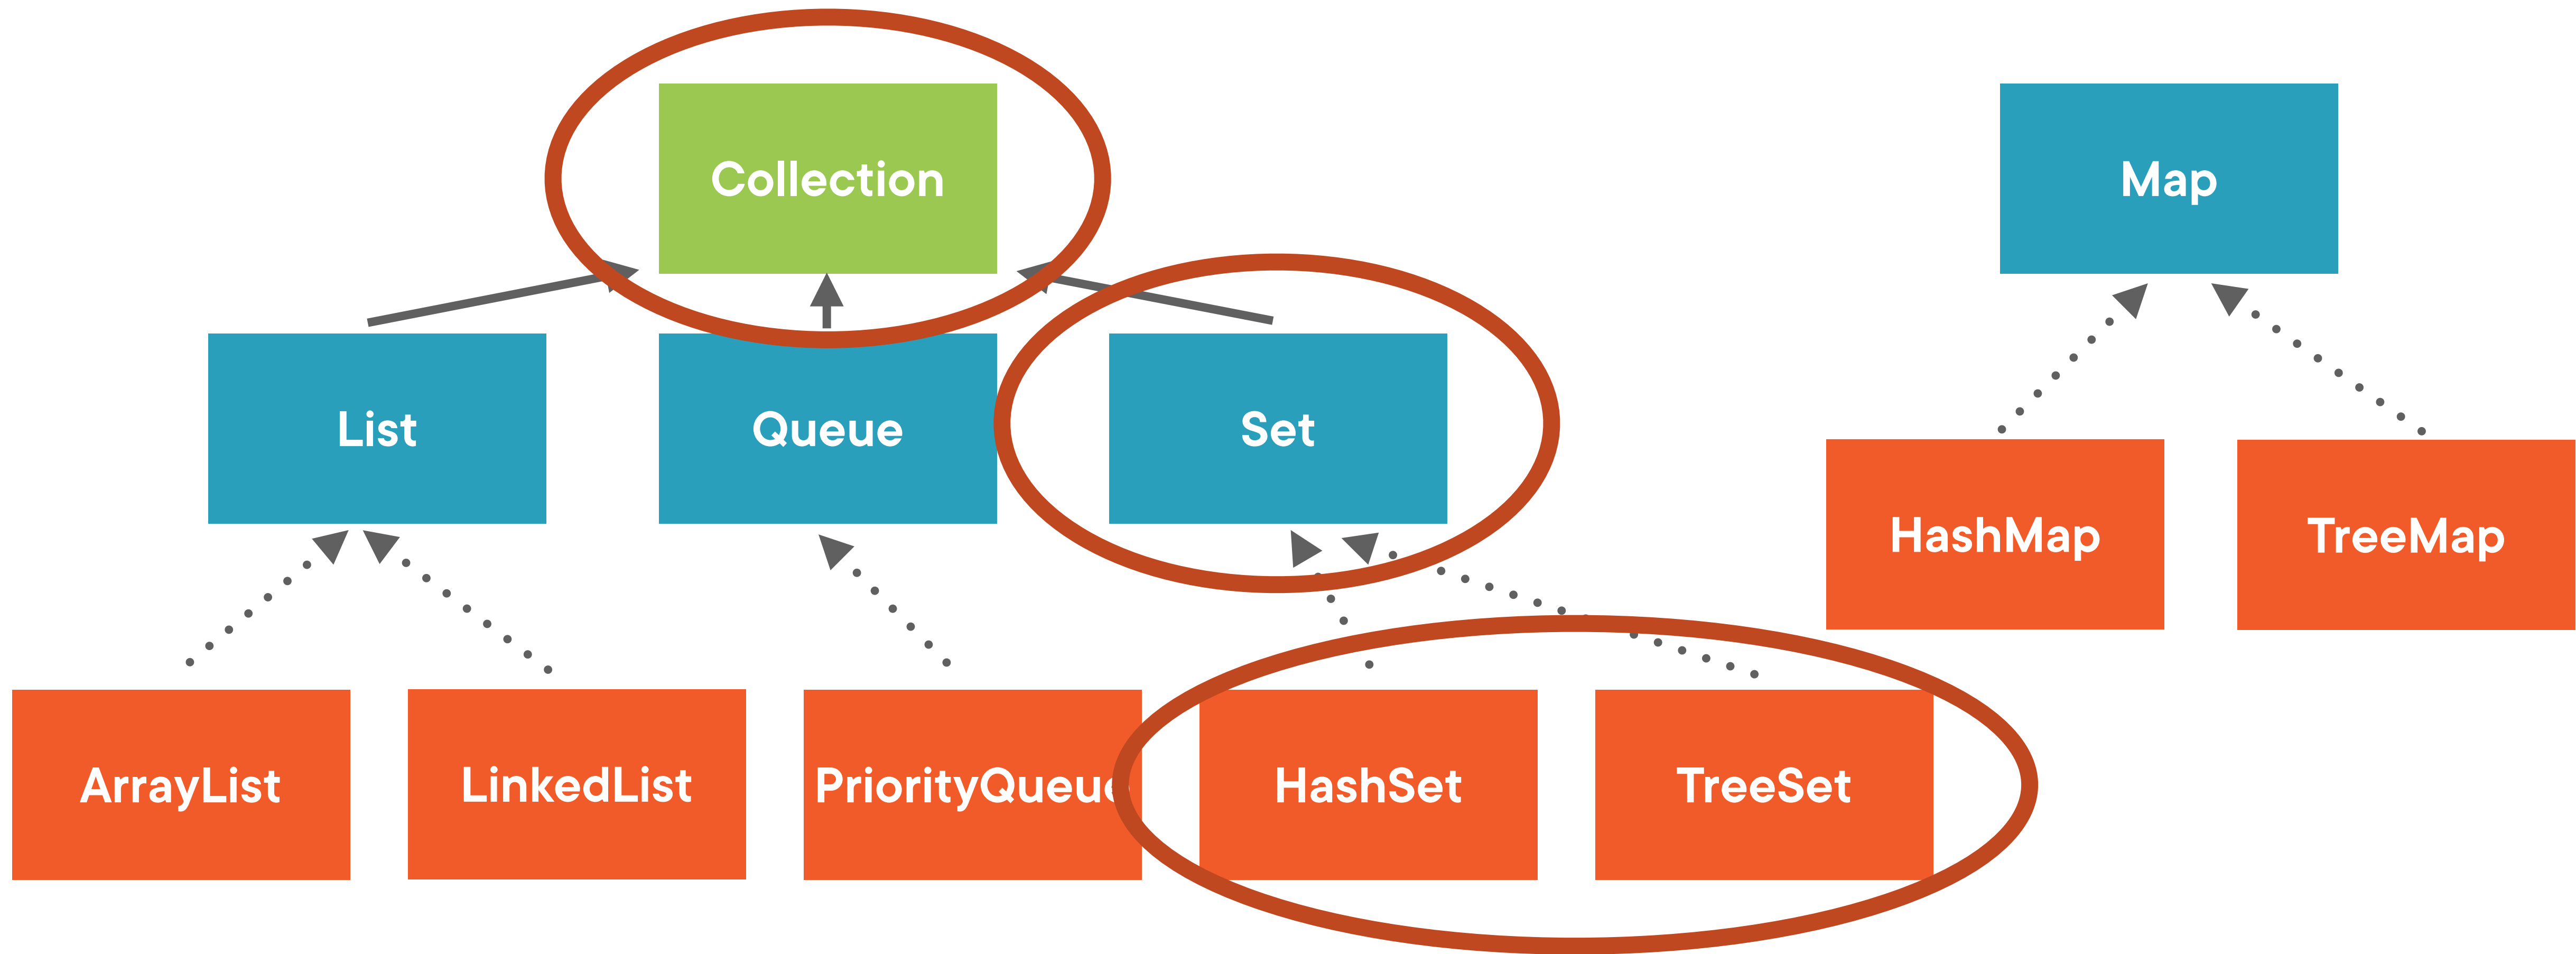 Collection
Map
List
Queue
Set
HashMap
TreeMap
ArrayList
LinkedList
PriorityQueue
HashSet
TreeSet